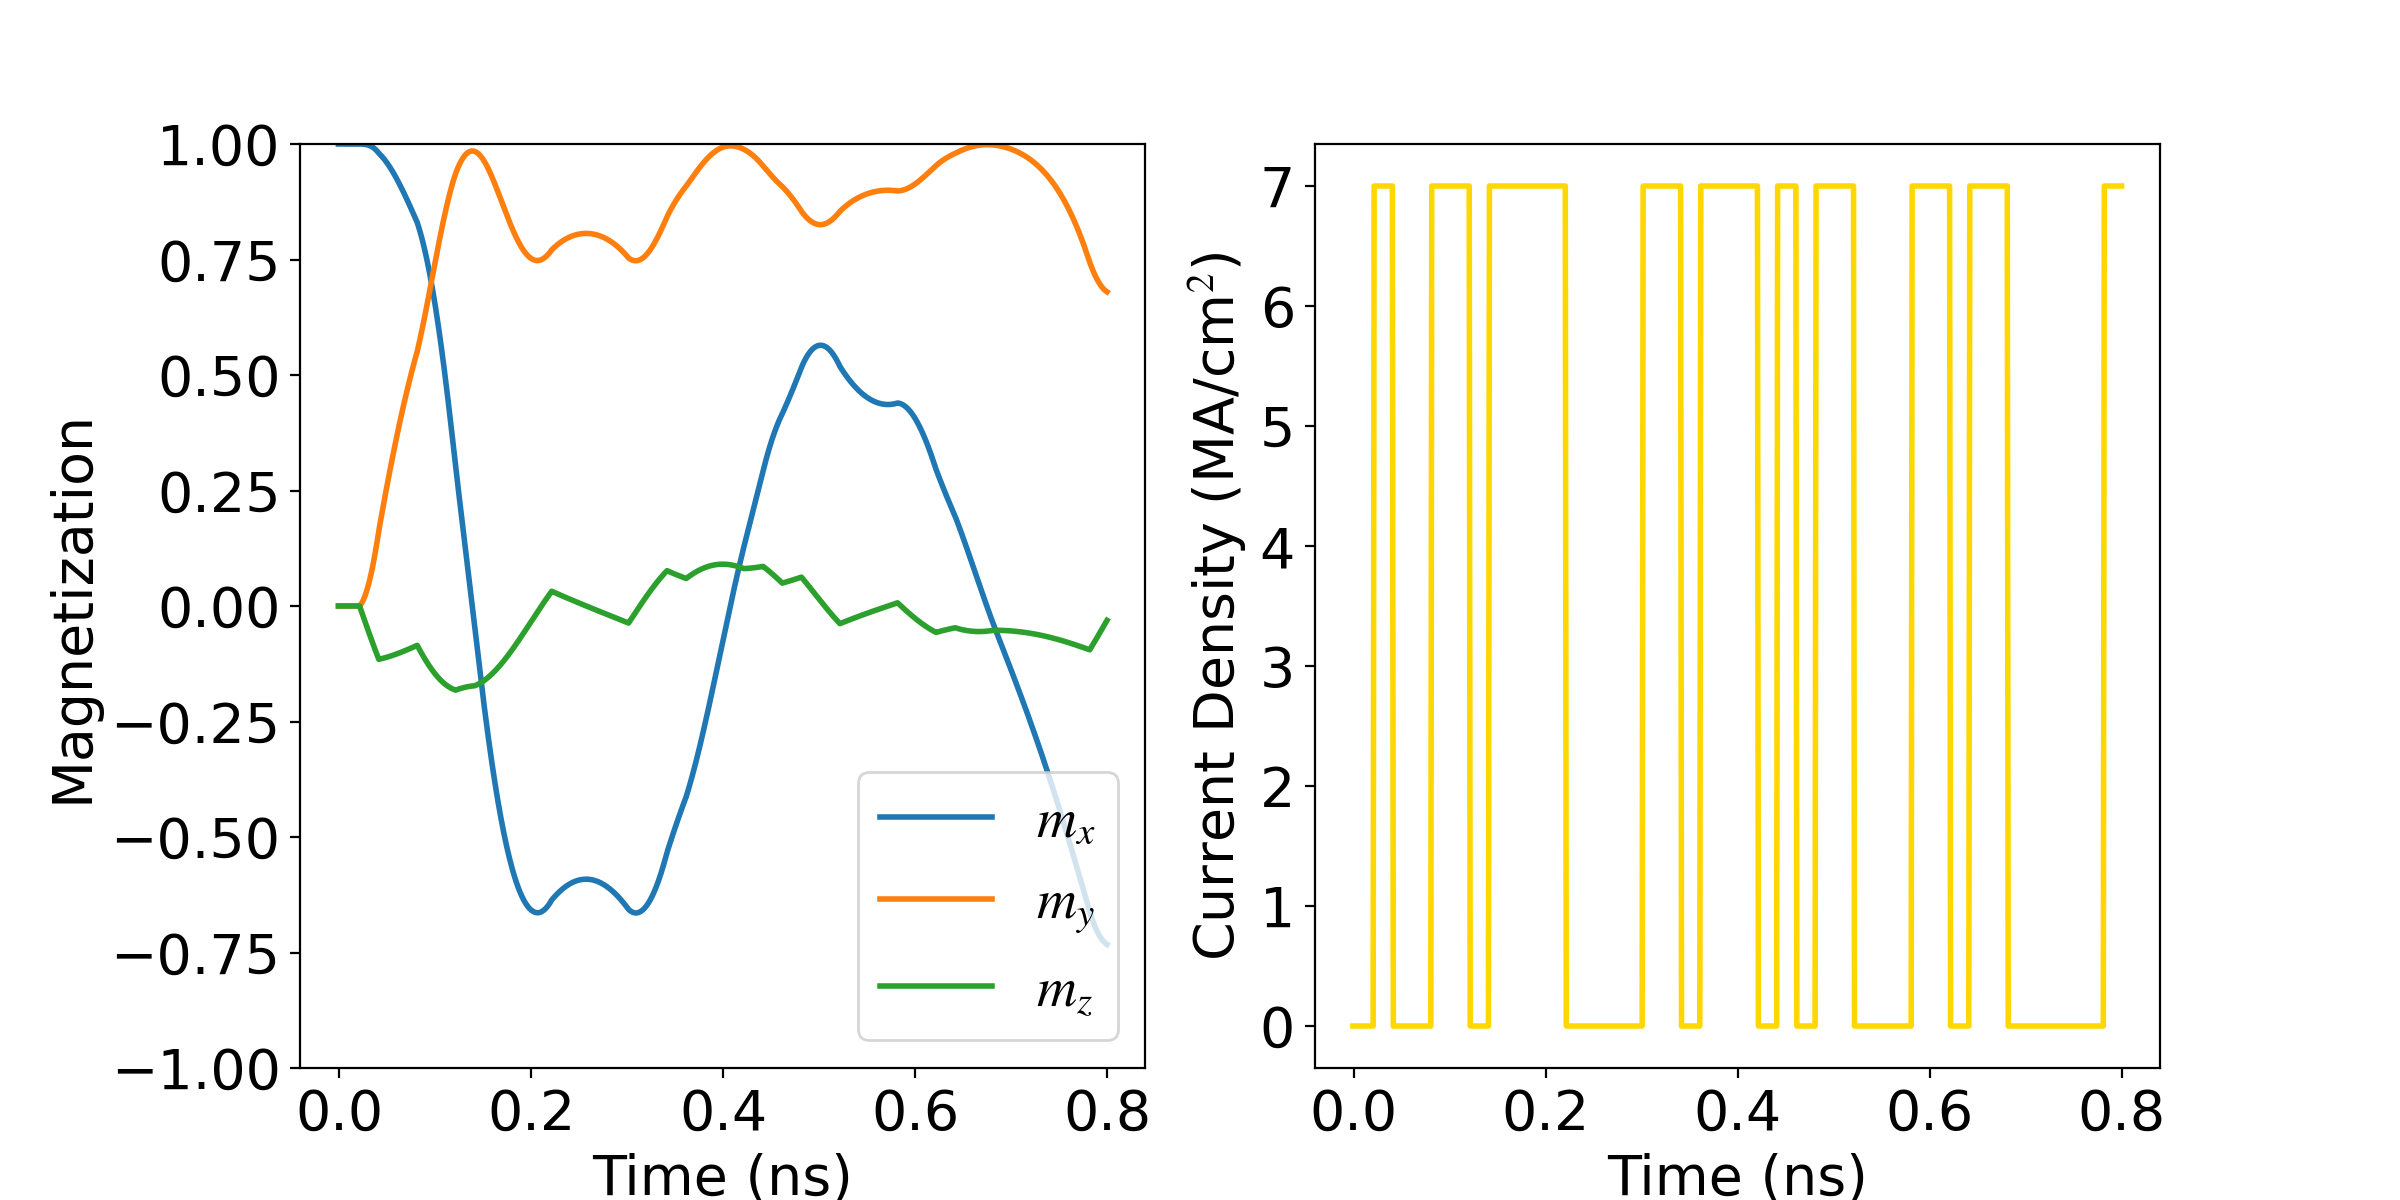 Magnetization
1.00
0.75
0.50
0.25
0.00
−0.25
−0.50
−0.75
−1.00
0.0 0.2 0.4 0.6 0.8
Time (ns)
m_x
m_y
m_z
Current Density (MA/cm²)
7
6
5
4
3
2
1
0
0.0 0.2 0.4 0.6 0.8
Time (ns)